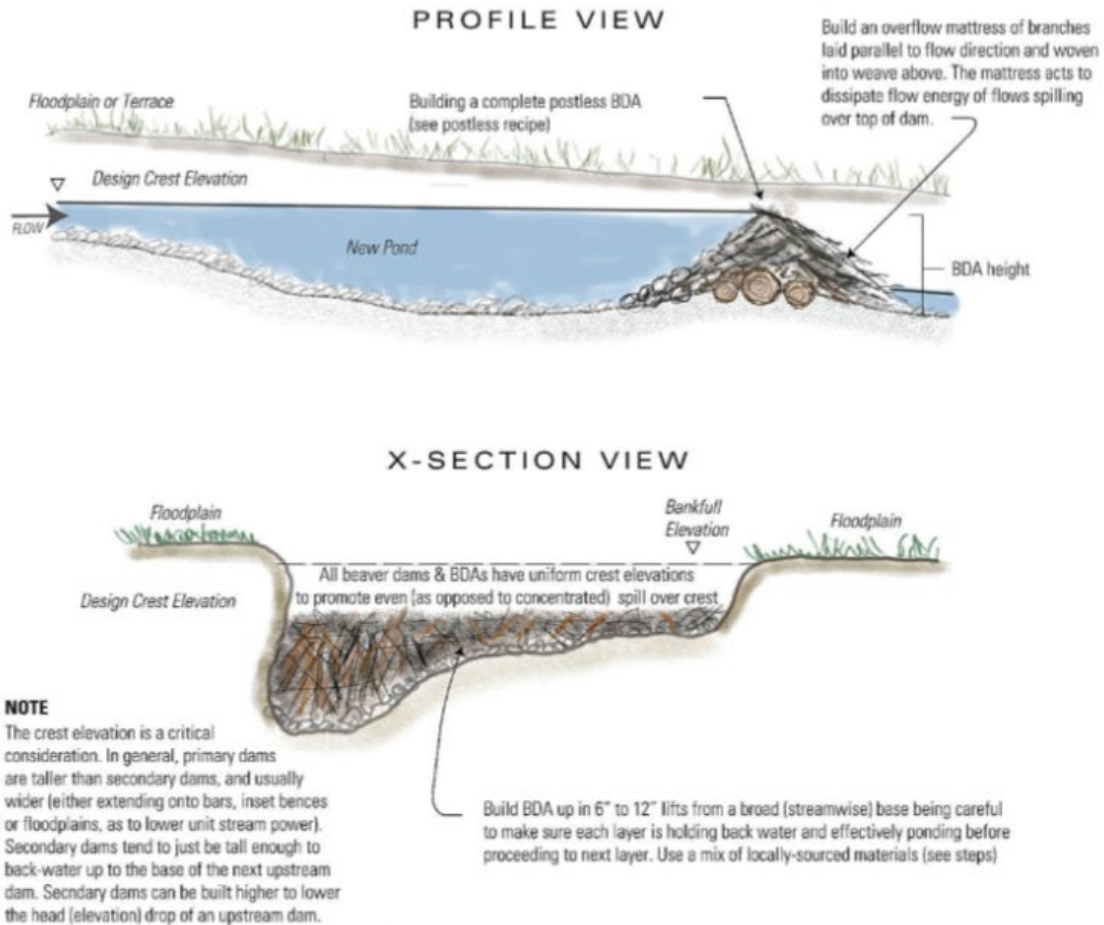 PROFILE VIEW
Build an overflow mattress of branches
laid parallel to flow direction and woven
into weave above. The mattress acts to
dissipate flow energy of flows spilling
over top of dam.
Floodplain or Terrace
Building a complete postless BDA
(see postless recipe)
Design Crest Elevation
FLOW
New Pond
BDA height
X-SECTION VIEW
Floodplain
Bankfull
Elevation
Floodplain
All beaver dams & BDAs have uniform crest elevations
to promote even (as opposed to concentrated) spill over crest
Design Crest Elevation
NOTE
The crest elevation is a critical
consideration. In general, primary dams
are taller than secondary dams, and usually
wider (either extending onto bars, inset bences
or floodplains, as to lower unit stream power).
Secondary dams tend to just be tall enough to
back-water up to the base of the next upstream
dam. Secndary dams can be built higher to lower
the head (elevation) drop of an upstream dam.
Build BDA up in 6" to 12" lifts from a broad (streamwise) base being careful
to make sure each layer is holding back water and effectively ponding before
proceeding to next layer. Use a mix of locally-sourced materials (see steps)